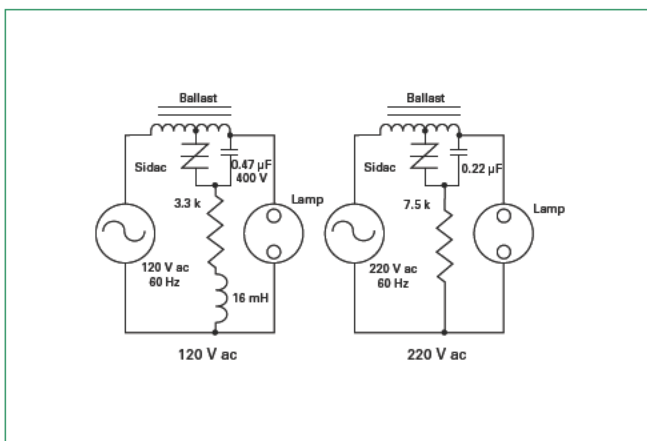 Ballast
Sidac
0.47 µF
400 V
3.3 k
Lamp
120 V ac
60 Hz
16 mH
120 V ac
Ballast
Sidac
0.22 µF
7.5 k
Lamp
220 V ac
60 Hz
220 V ac